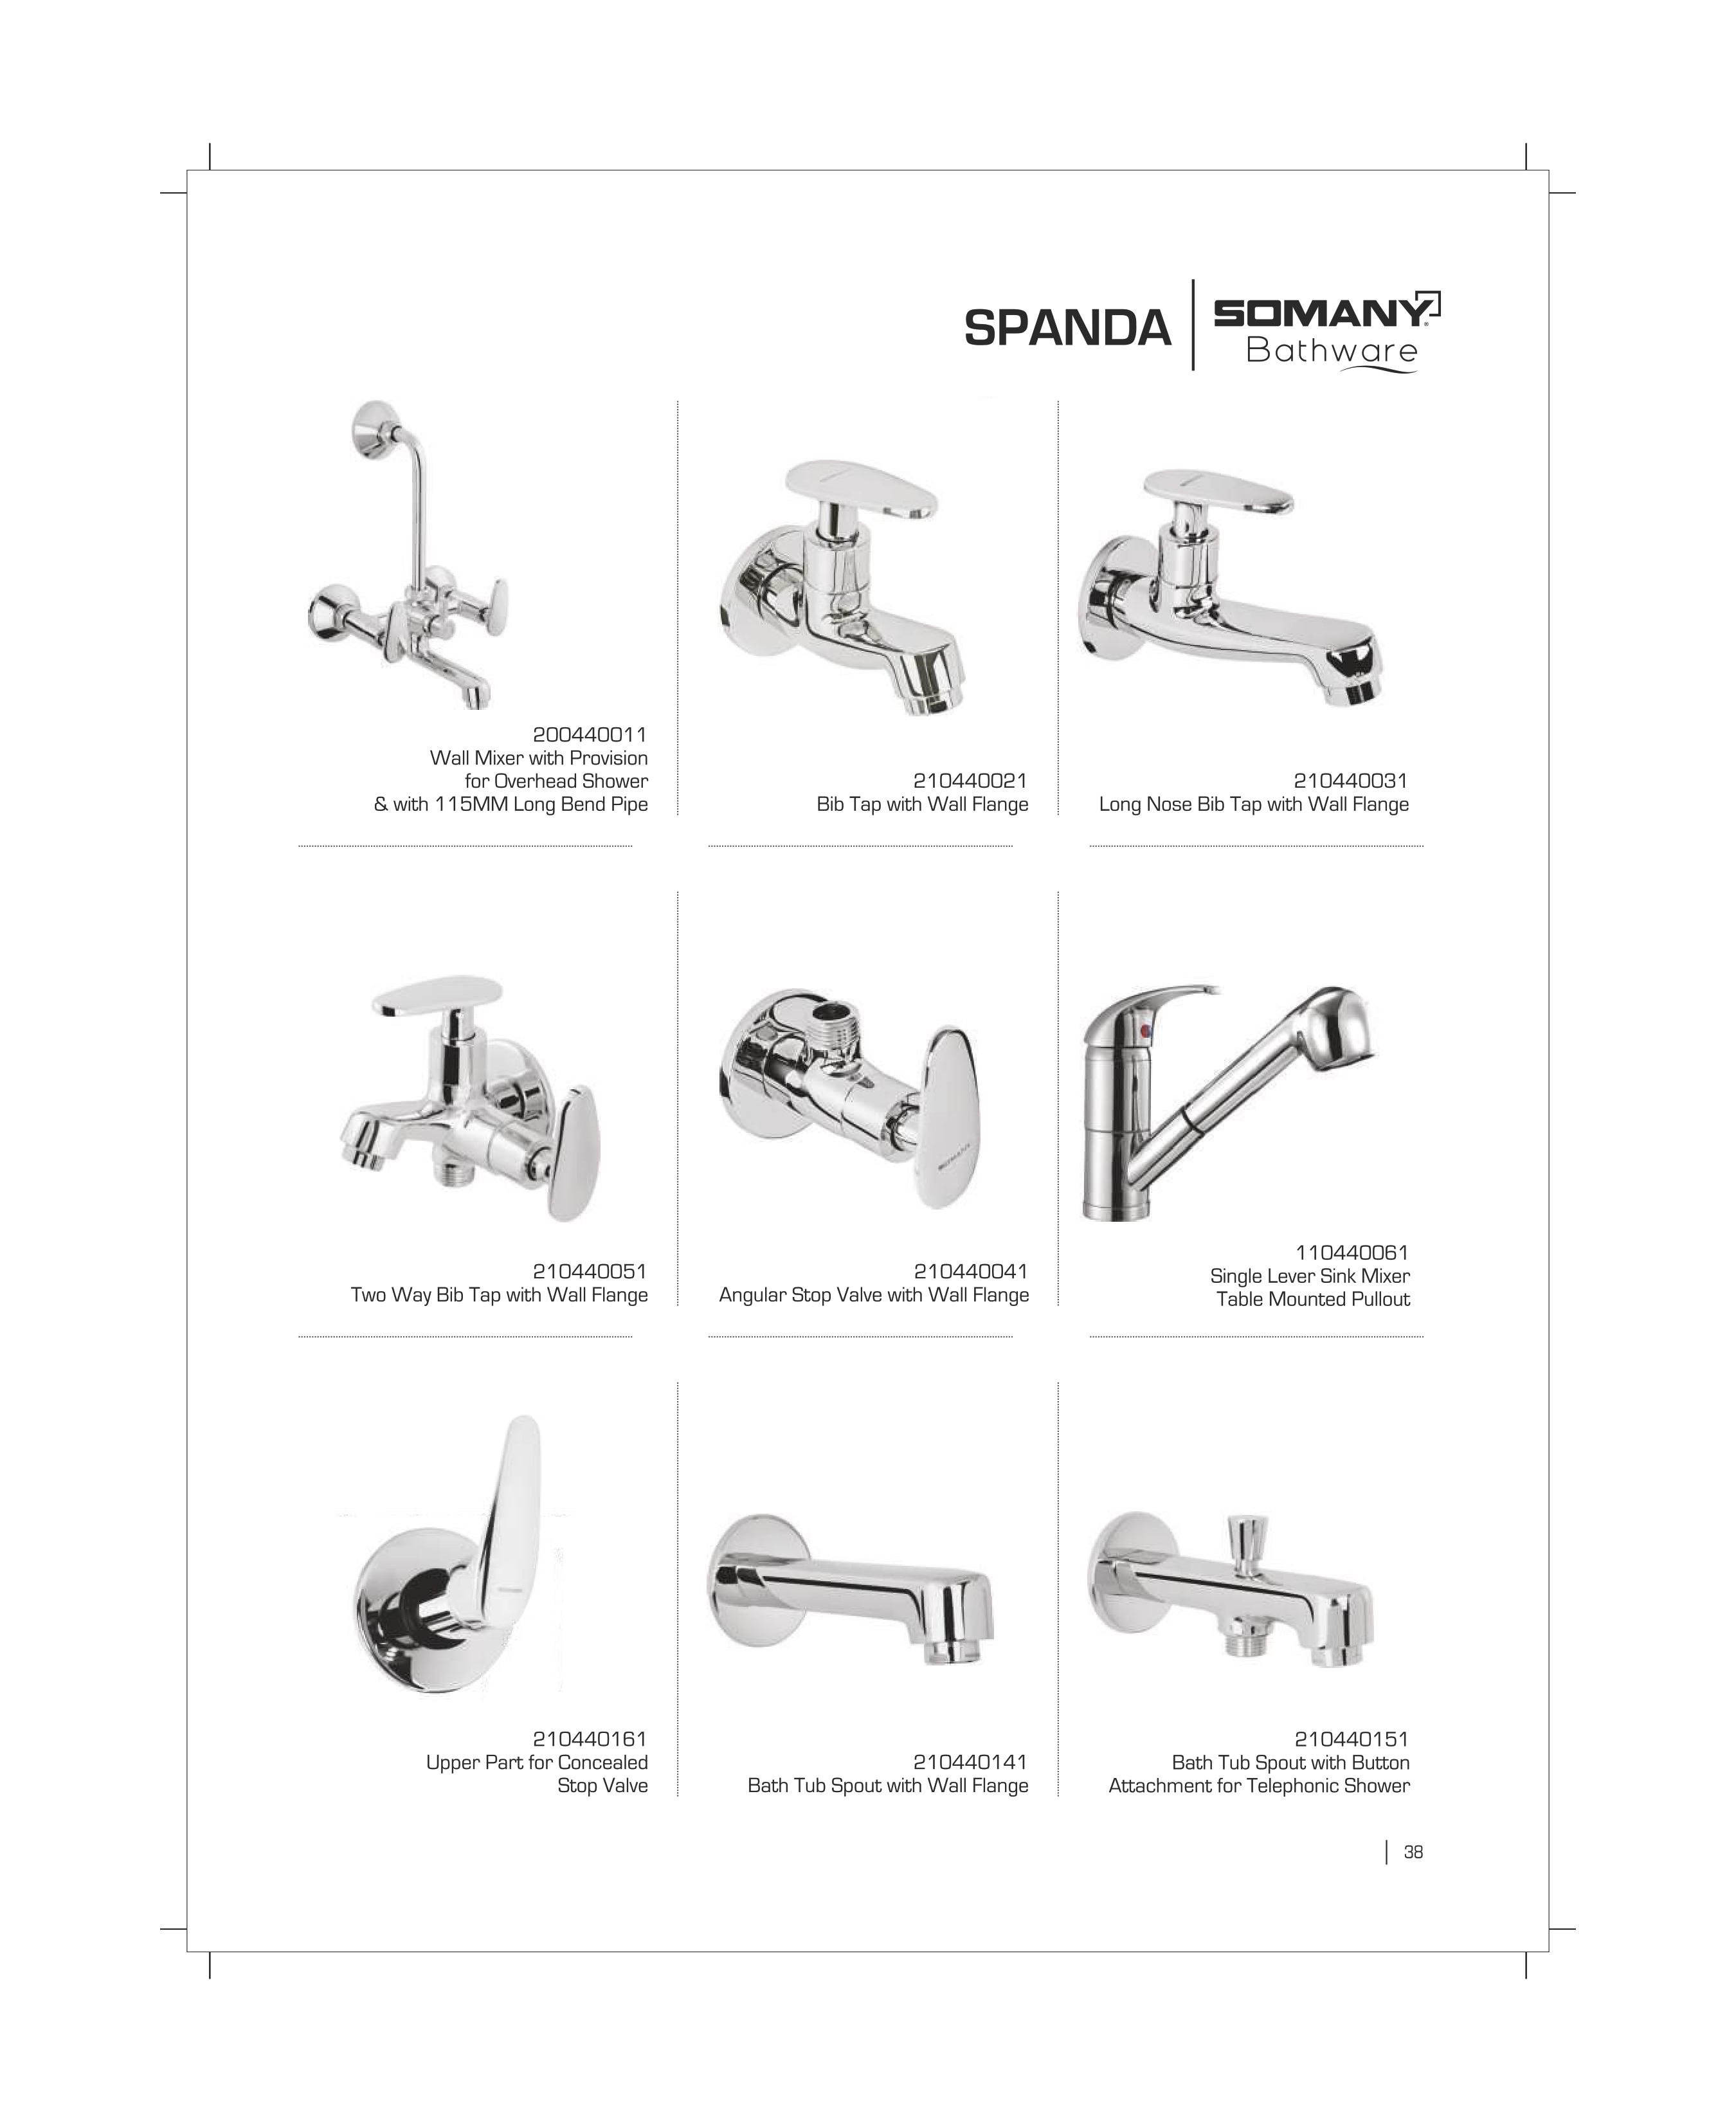 SPANDA
SOMANY
Bathware
200440011
Wall Mixer with Provision
for Overhead Shower
& with 115MM Long Bend Pipe
210440021
Bib Tap with Wall Flange
210440031
Long Nose Bib Tap with Wall Flange
210440051
Two Way Bib Tap with Wall Flange
SOMANY
210440041
Angular Stop Valve with Wall Flange
110440061
Single Lever Sink Mixer
Table Mounted Pullout
210440161
Upper Part for Concealed
Stop Valve
210440141
Bath Tub Spout with Wall Flange
210440151
Bath Tub Spout with Button
Attachment for Telephonic Shower
38